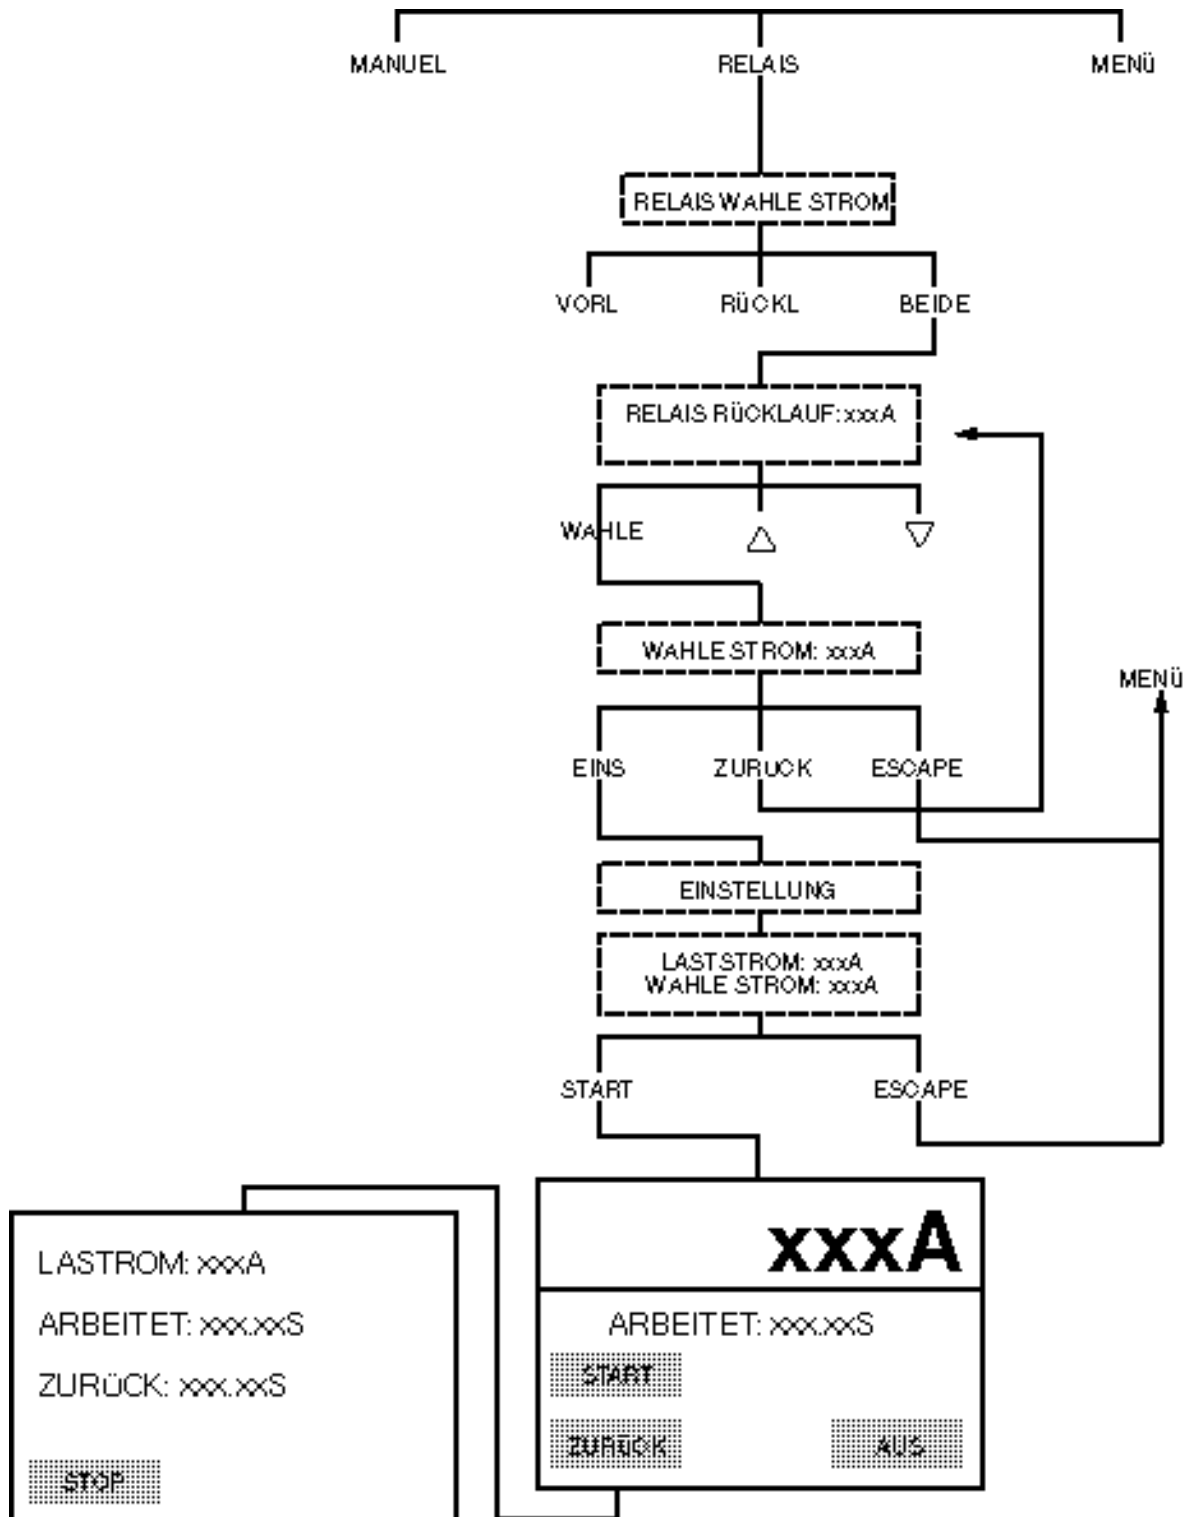 MANUEL RELAIS MENÜ
RELAIS WAHLE STROM
VORL RÜCKL BEIDE
RELAIS RÜCKLAUF: xxxA
WAHLE
WAHLE STROM: xxxA
MENÜ
EINS ZURUCK ESCAPE
EINSTELLUNG
LASTSTROM: xxxA
WAHLE STROM: xxxA
START ESCAPE
xxxA
ARBEITET: xxx.xxS
START
ZURÜCK AUS
LASTROM: xxxA
ARBEITET: xxx.xxS
ZURÜCK: xxx.xxS
STOP